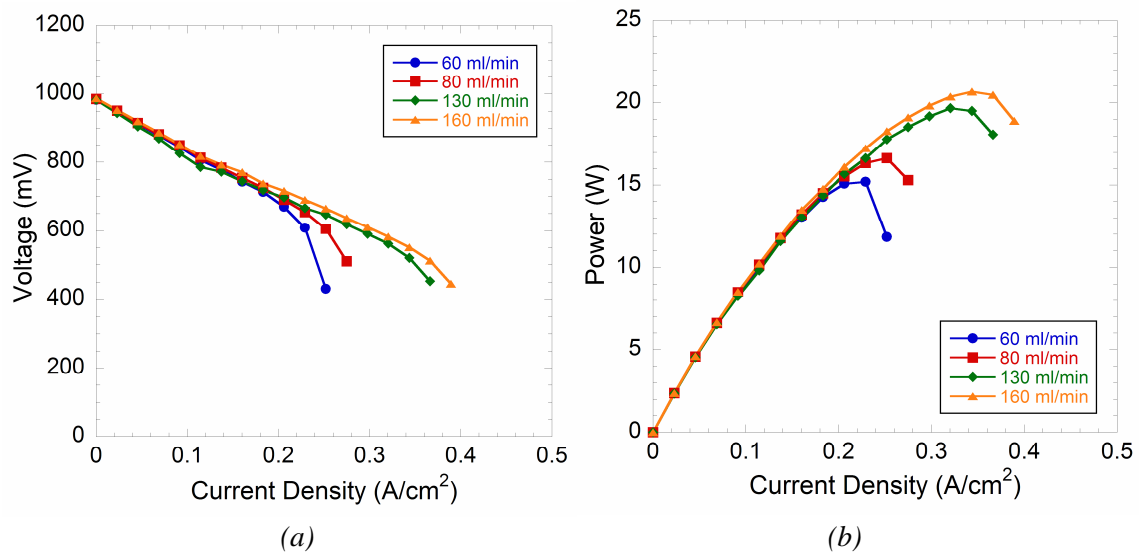 1200
1000
800
600
400
200
0
Voltage (mV)
0 0.1 0.2 0.3 0.4 0.5
Current Density (A/cm²)
60 ml/min
80 ml/min
130 ml/min
160 ml/min
(a)
25
20
15
10
5
0
Power (W)
0 0.1 0.2 0.3 0.4 0.5
Current Density (A/cm²)
60 ml/min
80 ml/min
130 ml/min
160 ml/min
(b)